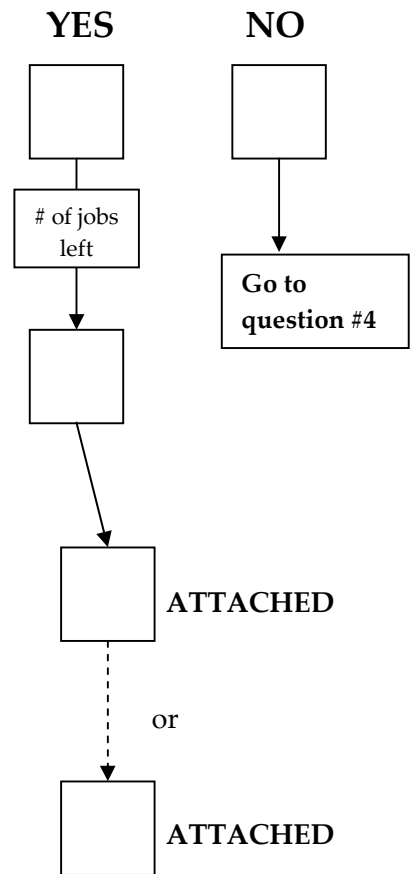 YES NO
# of jobs
left
Go to
question #4
ATTACHED
or
ATTACHED